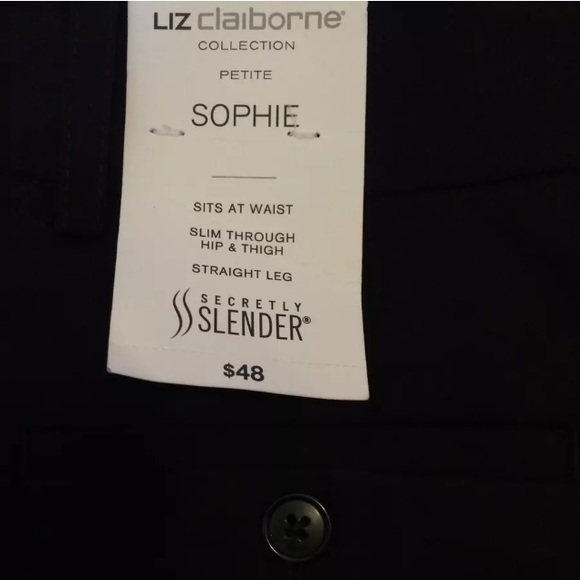 LIZ claiborne®
COLLECTION
PETITE
SOPHIE
SITS AT WAIST
SLIM THROUGH
HIP & THIGH
STRAIGHT LEG
SECRETLY
SLENDER®
$48